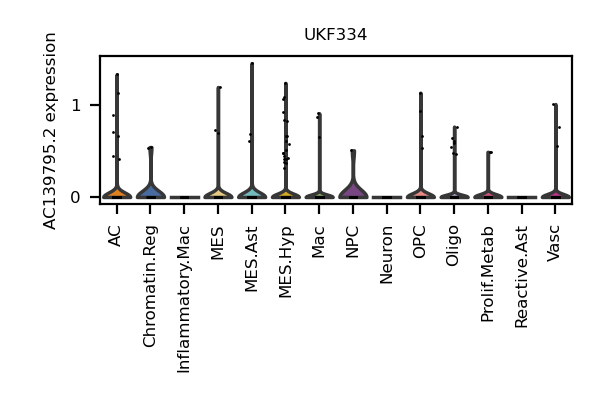 UKF334
AC139795.2 expression
1
0
AC
Chromatin.Reg
Inflammatory.Mac
MES
MES.Ast
MES.Hyp
Mac
NPC
Neuron
OPC
Oligo
Prolif.Metab
Reactive.Ast
Vasc